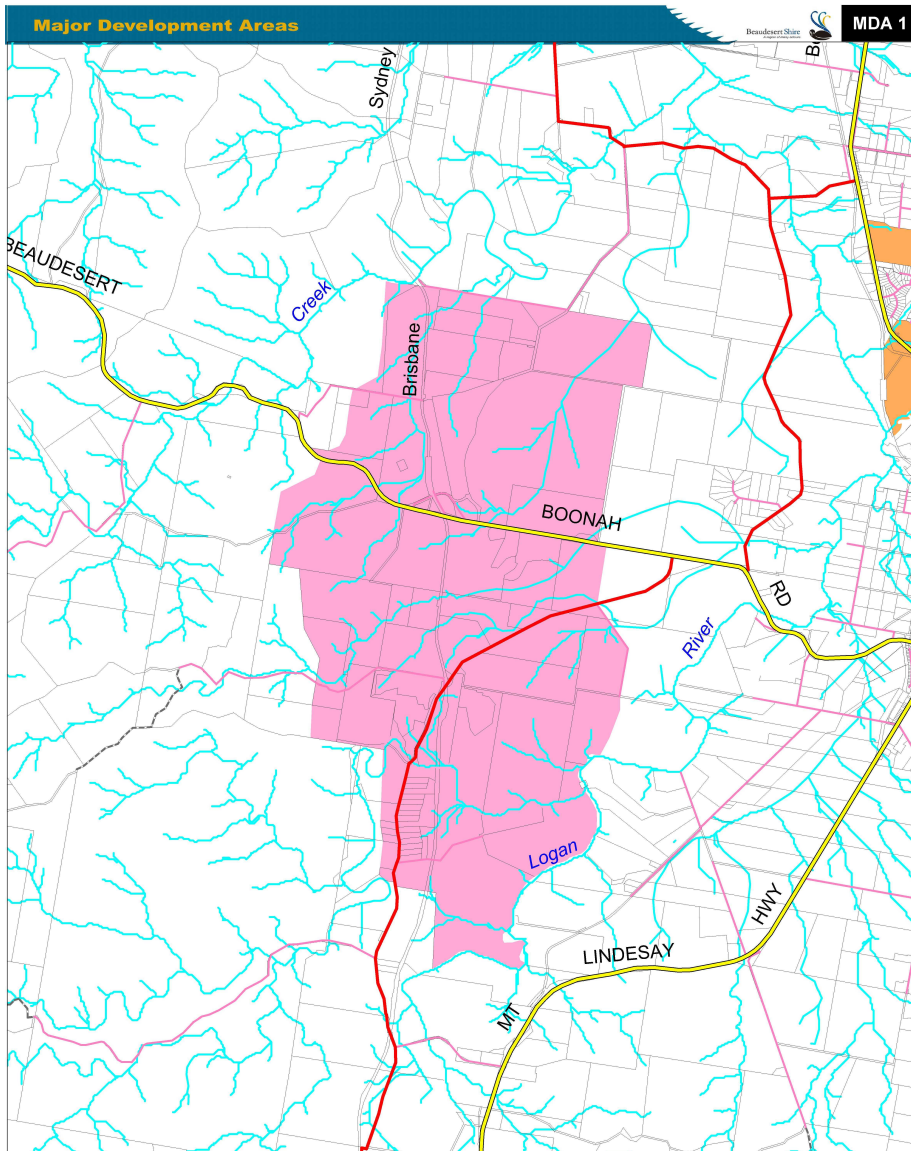 Major Development Areas
Beaudesert Shire
MDA 1
Sydney
BEAUDESERT
Creek
Brisbane
BOONAH
RD
River
Logan
HWY
LINDESAY
MT